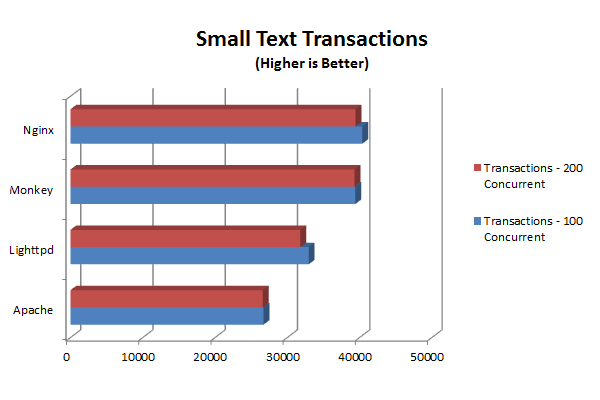 Small Text Transactions
(Higher is Better)
Nginx
Monkey
Lighttpd
Apache
0
10000
20000
30000
40000
50000
Transactions - 200
Concurrent
Transactions - 100
Concurrent